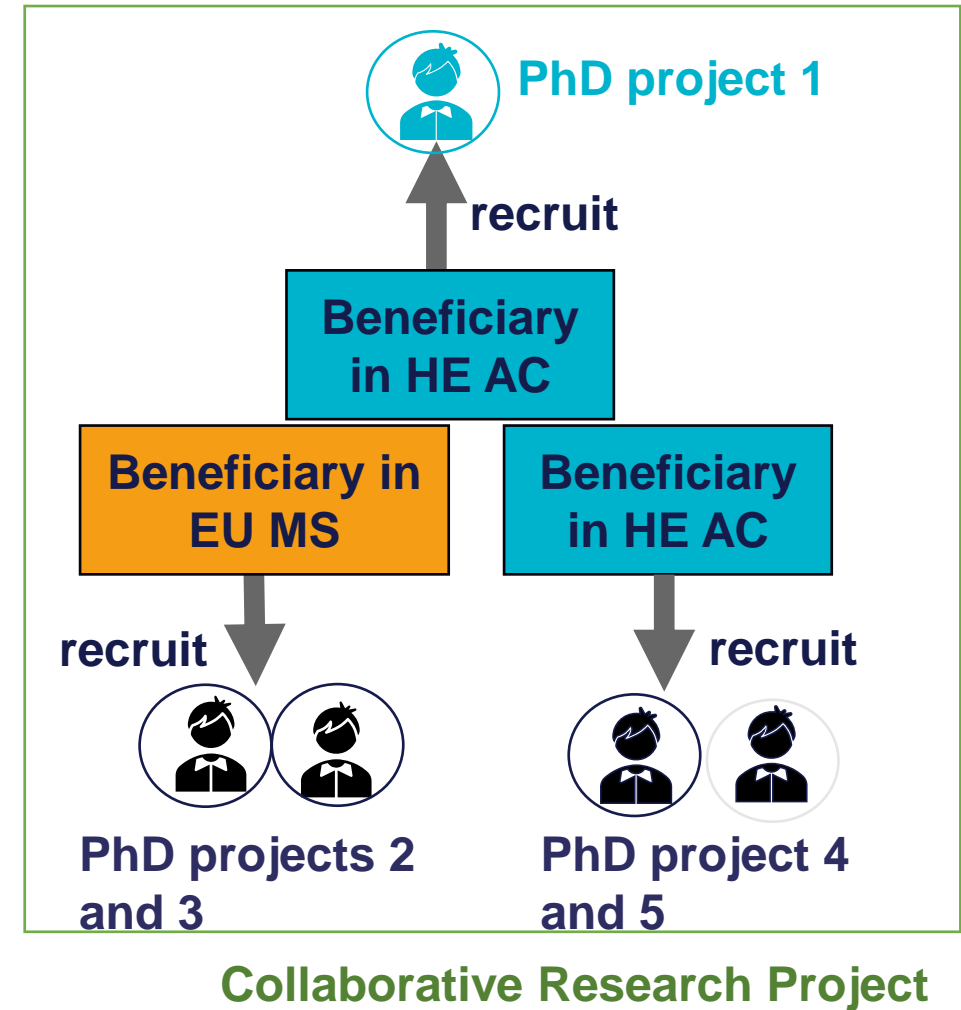 PhD project 1
recruit
Beneficiary
in HE AC
Beneficiary in
EU MS
Beneficiary
in HE AC
recruit
recruit
PhD projects 2
and 3
PhD project 4
and 5
Collaborative Research Project